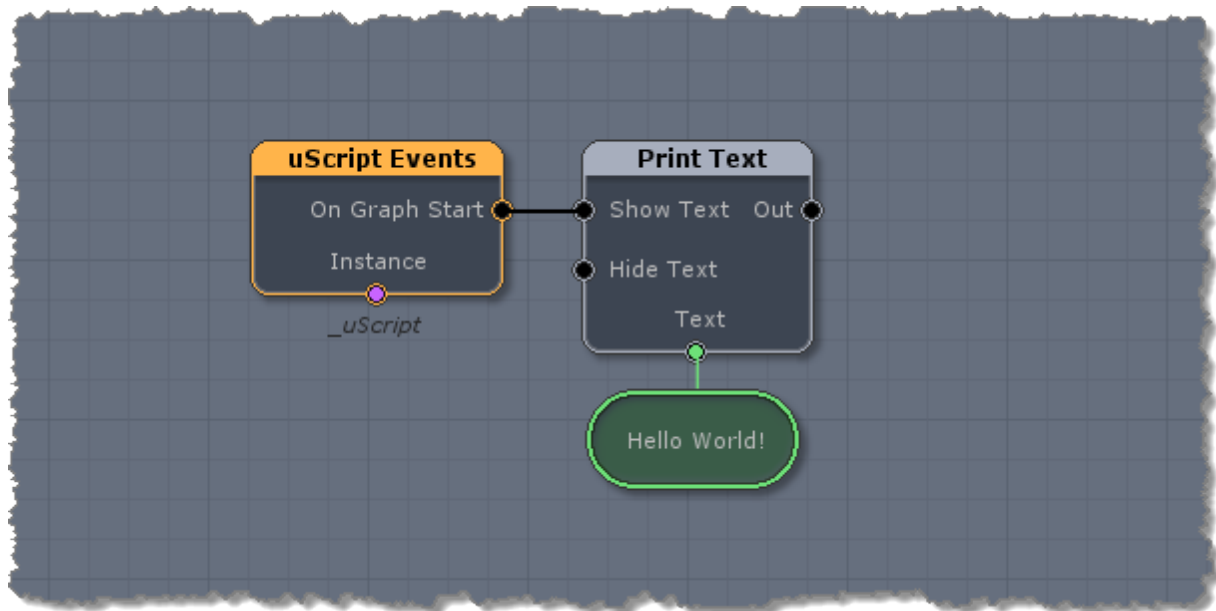 uScript Events
On Graph Start
Instance
_uScript
Print Text
Show Text Out
Hide Text
Text
Hello World!